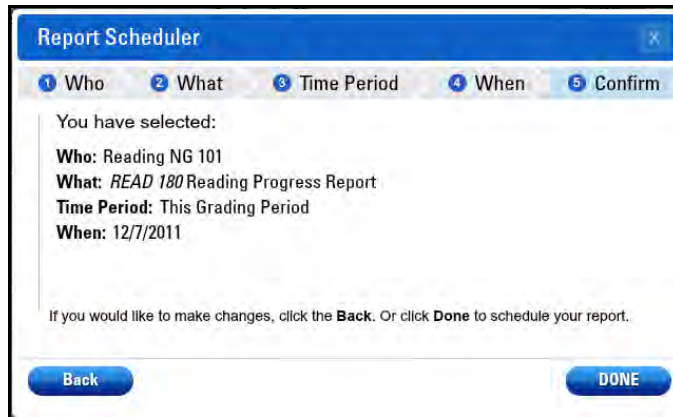 Report Scheduler X
1 Who 2 What 3 Time Period 4 When 5 Confirm
You have selected:
Who: Reading NG 101
What: READ 180 Reading Progress Report
Time Period: This Grading Period
When: 12/7/2011
If you would like to make changes, click the Back. Or click Done to schedule your report.
Back DONE